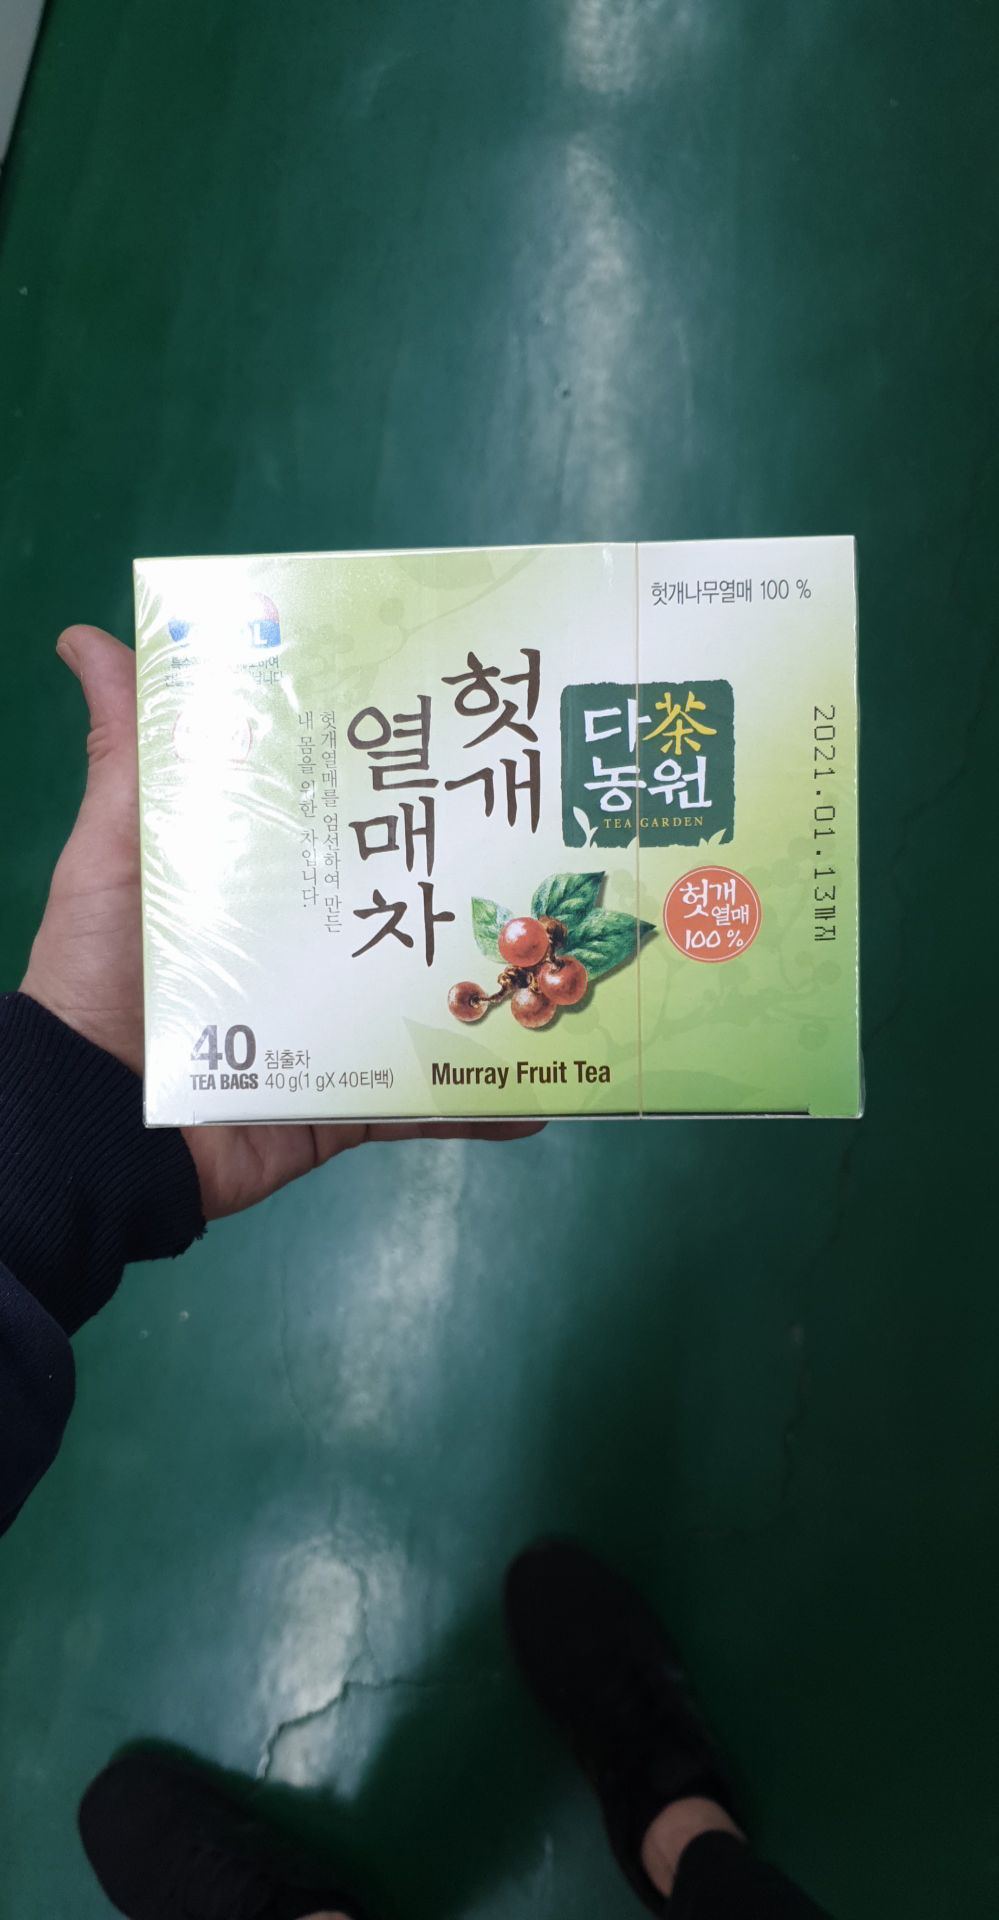 헛개나무열매 100 %
헛개
열매차
헛개열매를 엄선하여 만든
내 몸을 위한 차입니다.
다茶
농원
TEA GARDEN
헛개
열매
100 %
2021.01.13까지
40
TEA BAGS
침출차
40 g(1 gX 40티백)
Murray Fruit Tea